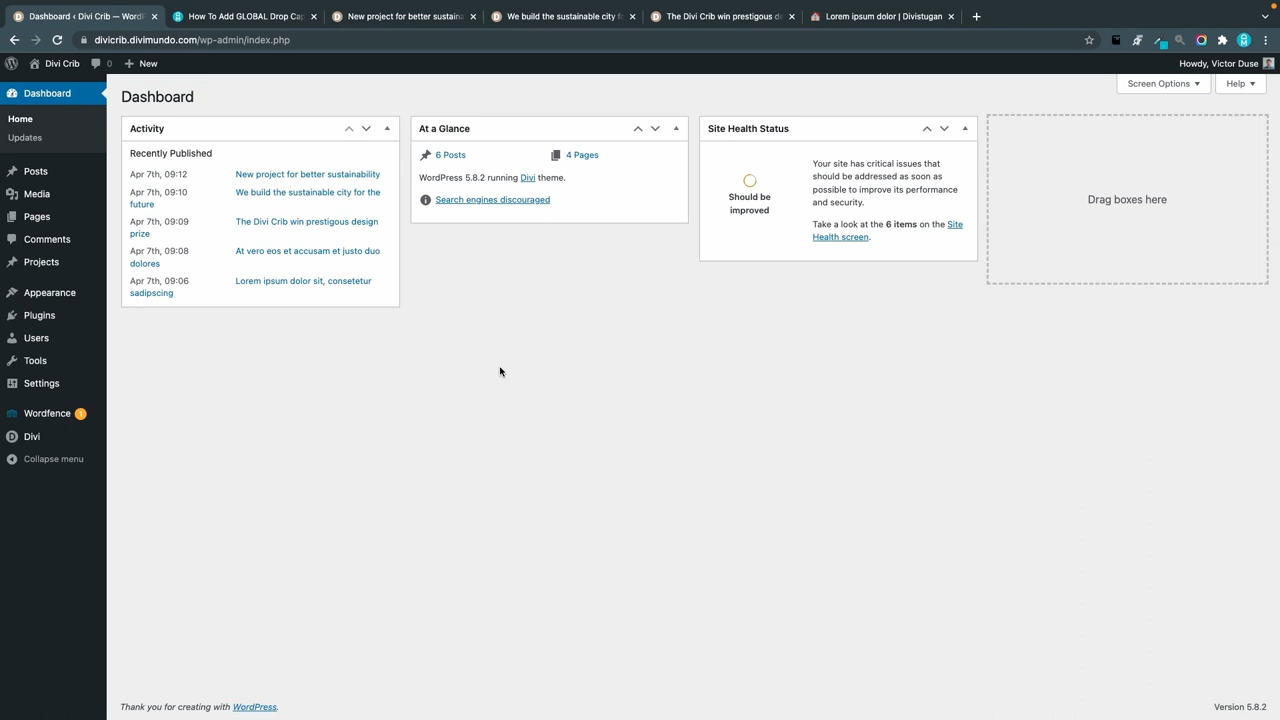 Dashboard ‹ Divi Crib — WordP
How To Add GLOBAL Drop Cap
New project for better sustaina
We build the sustainable city f
The Divi Crib win prestigous de
Lorem ipsum dolor | Divistugan
divicrib.divimundo.com/wp-admin/index.php
Divi Crib
0
New
Howdy, Victor Duse
Dashboard
Home
Updates
Posts
Media
Pages
Comments
Projects
Appearance
Plugins
Users
Tools
Settings
Wordfence 1
Divi
Collapse menu
Screen Options
Help
Dashboard
Activity
Recently Published
Apr 7th, 09:12 New project for better sustainability
Apr 7th, 09:10 We build the sustainable city for the
future
Apr 7th, 09:09 The Divi Crib win prestigous design
prize
Apr 7th, 09:08 At vero eos et accusam et justo duo
dolores
Apr 7th, 09:06 Lorem ipsum dolor sit, consetetur
sadipscing
At a Glance
6 Posts
4 Pages
WordPress 5.8.2 running Divi theme.
Search engines discouraged
Site Health Status
Should be
improved
Your site has critical issues that
should be addressed as soon as
possible to improve its performance
and security.
Take a look at the 6 items on the Site
Health screen.
Drag boxes here
Thank you for creating with WordPress.
Version 5.8.2